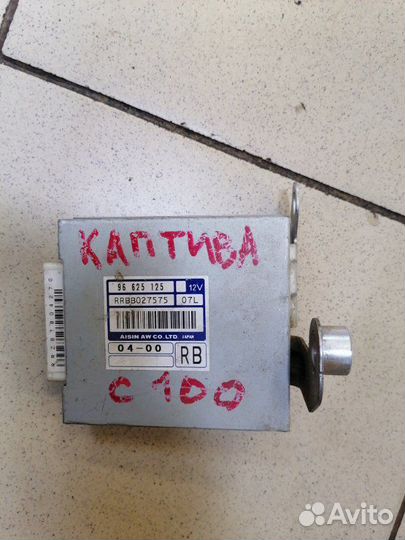 КАПТИВА
96 625 125 12V
RRBB027575 07L
AISIN AW CO.,LTD. JAPAN
04-00 RB
C 100
Avito